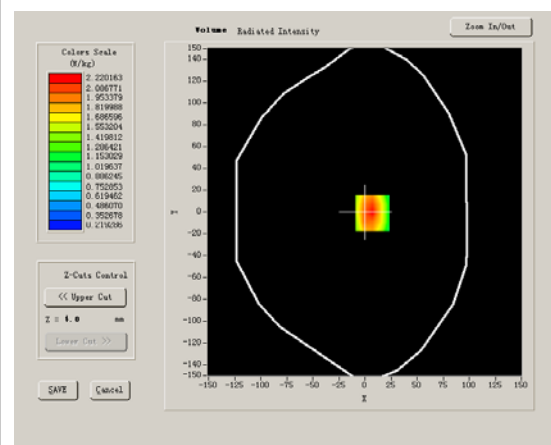 Volume Radiated Intensity
Zoom In/Out
Colors Scale
(W/kg)
2.220163
2.086771
1.953379
1.819988
1.686596
1.553204
1.419812
1.286421
1.153029
1.019637
0.886245
0.752853
0.619462
0.486070
0.352678
0.219286
Z-Cuts Control
<< Upper Cut
Z = 4.0 mm
Lower Cut >>
SAVE
Cancel
150
140
120
100
80
60
40
20
Y
0
-20
-40
-60
-80
-100
-120
-140
-150
-150 -125 -100 -75 -50 -25 0 25 50 75 100 125 150
X